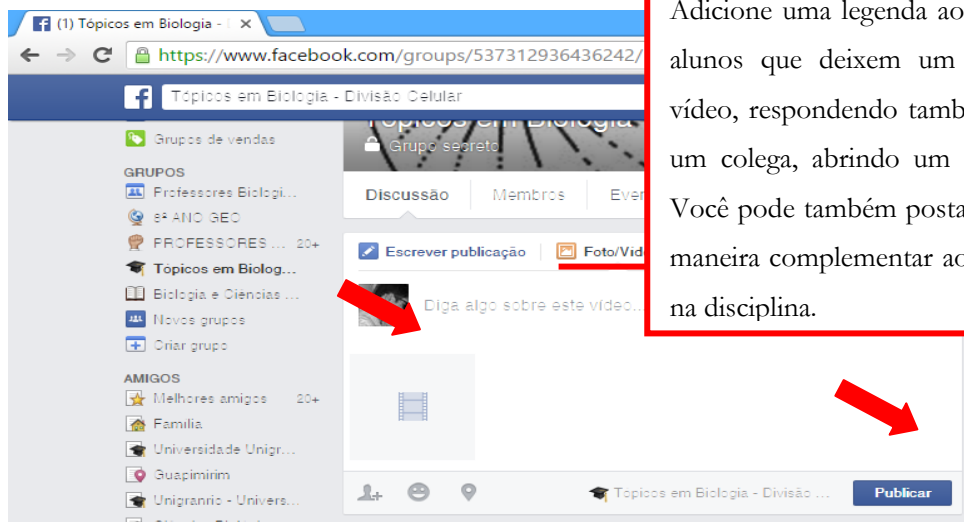 (1) Tópicos em Biologia -
https://www.facebook.com/groups/537312936436242/
Tópicos em Biologia - Divisão Celular
Grupos de vendas
GRUPOS
Professores Biologi...
8º ANO GEO
PROFESSORES ... 20+
Tópicos em Biolog...
Biologia e Ciências ...
Novos grupos
Criar grupo
AMIGOS
Melhores amigos 20+
Família
Universidade Unigr...
Guapimirim
Unigranrio - Univers...
Tópicos em Biologia
Grupo secreto
Discussão Membros Even
Escrever publicação Foto/Víd
Diga algo sobre este vídeo...
Tópicos em Biologia - Divisão ...
Publicar
Adicione uma legenda ao
alunos que deixem um
vídeo, respondendo tamb
um colega, abrindo um
Você pode também posta
maneira complementar ao
na disciplina.